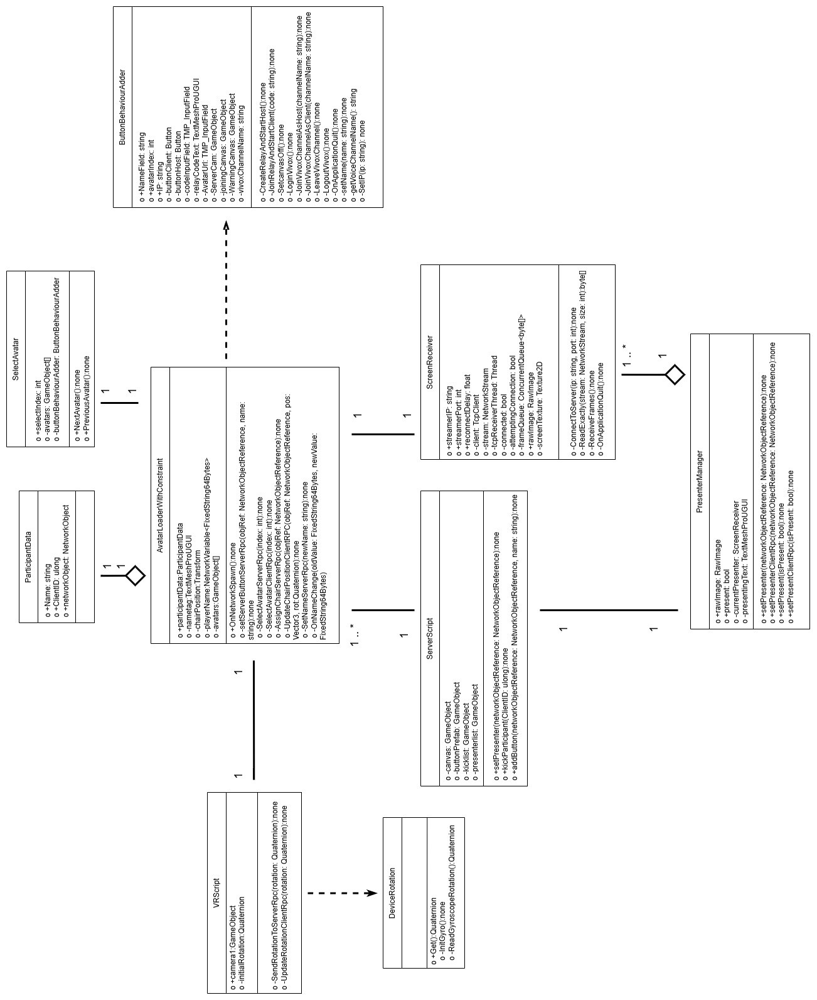 VRScript
o +camera1:GameObject
o -initialRotation:Quaternion
o -SendRotationToServerRpc(rotation: Quaternion):none
o -UpdateRotationClientRpc(rotation: Quaternion):none
1
1
ParticipantData
o +Name: string
o +ClientID: ulong
o +networkObject: NetworkObject
1
1
SelectAvatar
o +selectIndex: int
o -avatars: GameObject[]
o -buttonBehaviourAdder: ButtonBehaviourAdder
o +NextAvatar():none
o +PreviousAvatar():none
1
1
AvatarLoaderWithConstraint
o +participantData:ParticipantData
o -nametag:TextMeshProUGUI
o -chairPosition:Transform
o -playerName:NetworkVariable<FixedString64Bytes>
o -avatars:GameObject[]
o +OnNetworkSpawn():none
o -setServerButtonServerRpc(objRef: NetworkObjectReference, name:
string):none
o -SelectAvatarServerRpc(index: int):none
o -SelectAvatarClientRpc(index: int):none
o -AssignChairServerRpc(objRef: NetworkObjectReference):none
o -UpdateChairPositionClientRPC(objRef: NetworkObjectReference, pos:
Vector3, rot:Quaternion):none
o -SetNameServerRpc(newName: string):none
o -OnNameChange(oldValue: FixedString64Bytes, newValue:
FixedString64Bytes)
ButtonBehaviourAdder
o +NameField: string
o +avatarIndex: int
o +IP: string
o -buttonClient: Button
o -buttonHost: Button
o -codeInputField: TMP_InputField
o -relayCodeText: TextMeshProUGUI
o -AvatarUrl: TMP_InputField
o -ServerCam: GameObject
o -joiningCanvas: GameObject
o -WarningCanvas: GameObject
o -vivoxChannelName: string
o -CreateRelayAndStartHost():none
o -JoinRelayAndStartClient(code: string):none
o -SetcanvasOff():none
o -LoginVivox():none
o -JoinVivoxChannelAsHost(channelName: string):none
o -JoinVivoxChannelAsClient(channelName: string):none
o -LeaveVivoxChannel():none
o -LogoutVivox():none
o -OnApplicationQuit():none
o -setName(name: string):none
o -getVoiceChannelName(): string
o -SetIP(ip: string): none
1 .. *
1
1
1
DeviceRotation
o +Get():Quaternion
o -InitGyro():none
o -ReadGyroscopeRotation():Quaternion
ServerScript
o -canvas: GameObject
o -buttonPrefab: GameObject
o -kicklist: GameObject
o -presenterlist: GameObject
o +setPresenter(networkObjectReference: NetworkObjectReference):none
o +kickParticipant(ClientID: ulong):none
o +addButton(networkObjectReference: NetworkObjectReference, name: string):none
ScreenReceiver
o +streamerIP: string
o +streamerPort: int
o +reconnectDelay: float
o -client: TcpClient
o -stream: NetworkStream
o -tcpReceiverThread: Thread
o -connected: bool
o -attemptingConnection: bool
o -frameQueue: ConcurrentQueue<byte[]>
o +rawImage: RawImage
o -screenTexture: Texture2D
o -ConnectToServer(ip: string, port: int):none
o -ReadExactly(stream: NetworkStream, size: int):byte[]
o -ReceiveFrames():none
o -OnApplicationQuit():none
1
1
1 .. *
1
PresenterManager
o +rawImage: RawImage
o +present: bool
o -currentPresenter: ScreenReceiver
o -presentingText: TextMeshProUGUI
o +setPresenter(networkObjectReference: NetworkObjectReference):none
o +setPresenterClientRpc(networkObjectReference: NetworkObjectReference):none
o +setPresent(isPresent: bool):none
o +setPresentClientRpc(isPresent: bool):none